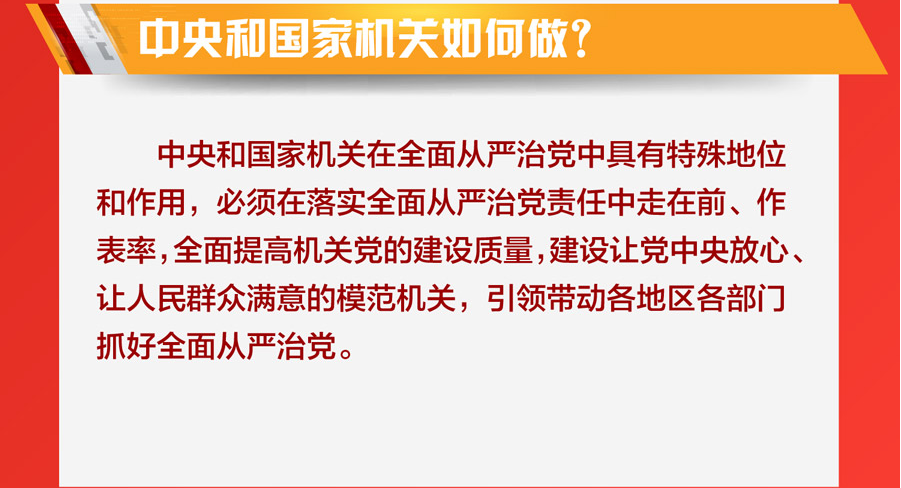 中央和国家机关如何做？
中央和国家机关在全面从严治党中具有特殊地位
和作用，必须在落实全面从严治党责任中走在前、作
表率，全面提高机关党的建设质量，建设让党中央放心、
让人民群众满意的模范机关，引领带动各地区各部门
抓好全面从严治党。